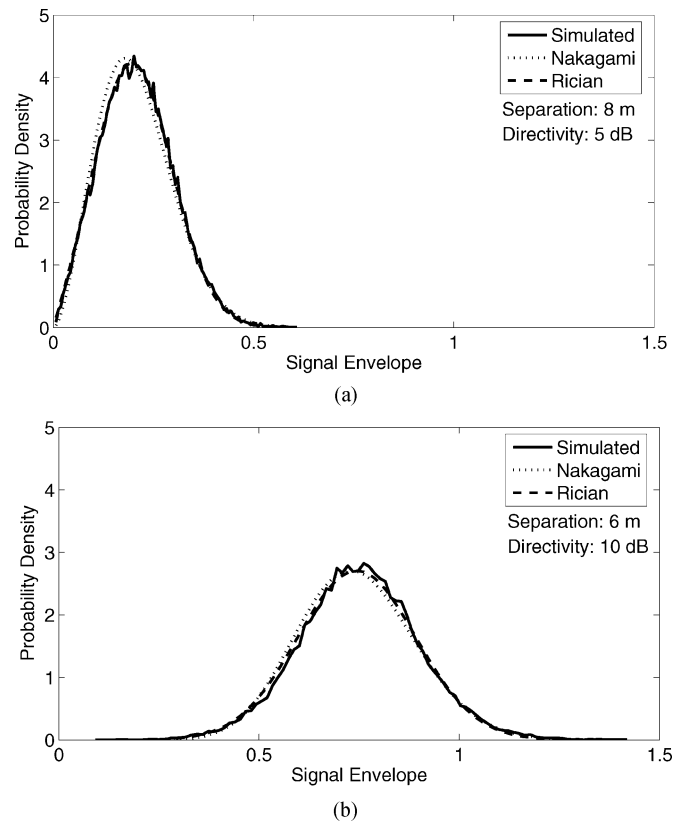 5
4
3
2
1
0
Probability Density
0
0.5
1
1.5
Signal Envelope
Simulated
Nakagami
Rician
Separation: 8 m
Directivity: 5 dB
(a)
5
4
3
2
1
0
Probability Density
0
0.5
1
1.5
Signal Envelope
Simulated
Nakagami
Rician
Separation: 6 m
Directivity: 10 dB
(b)